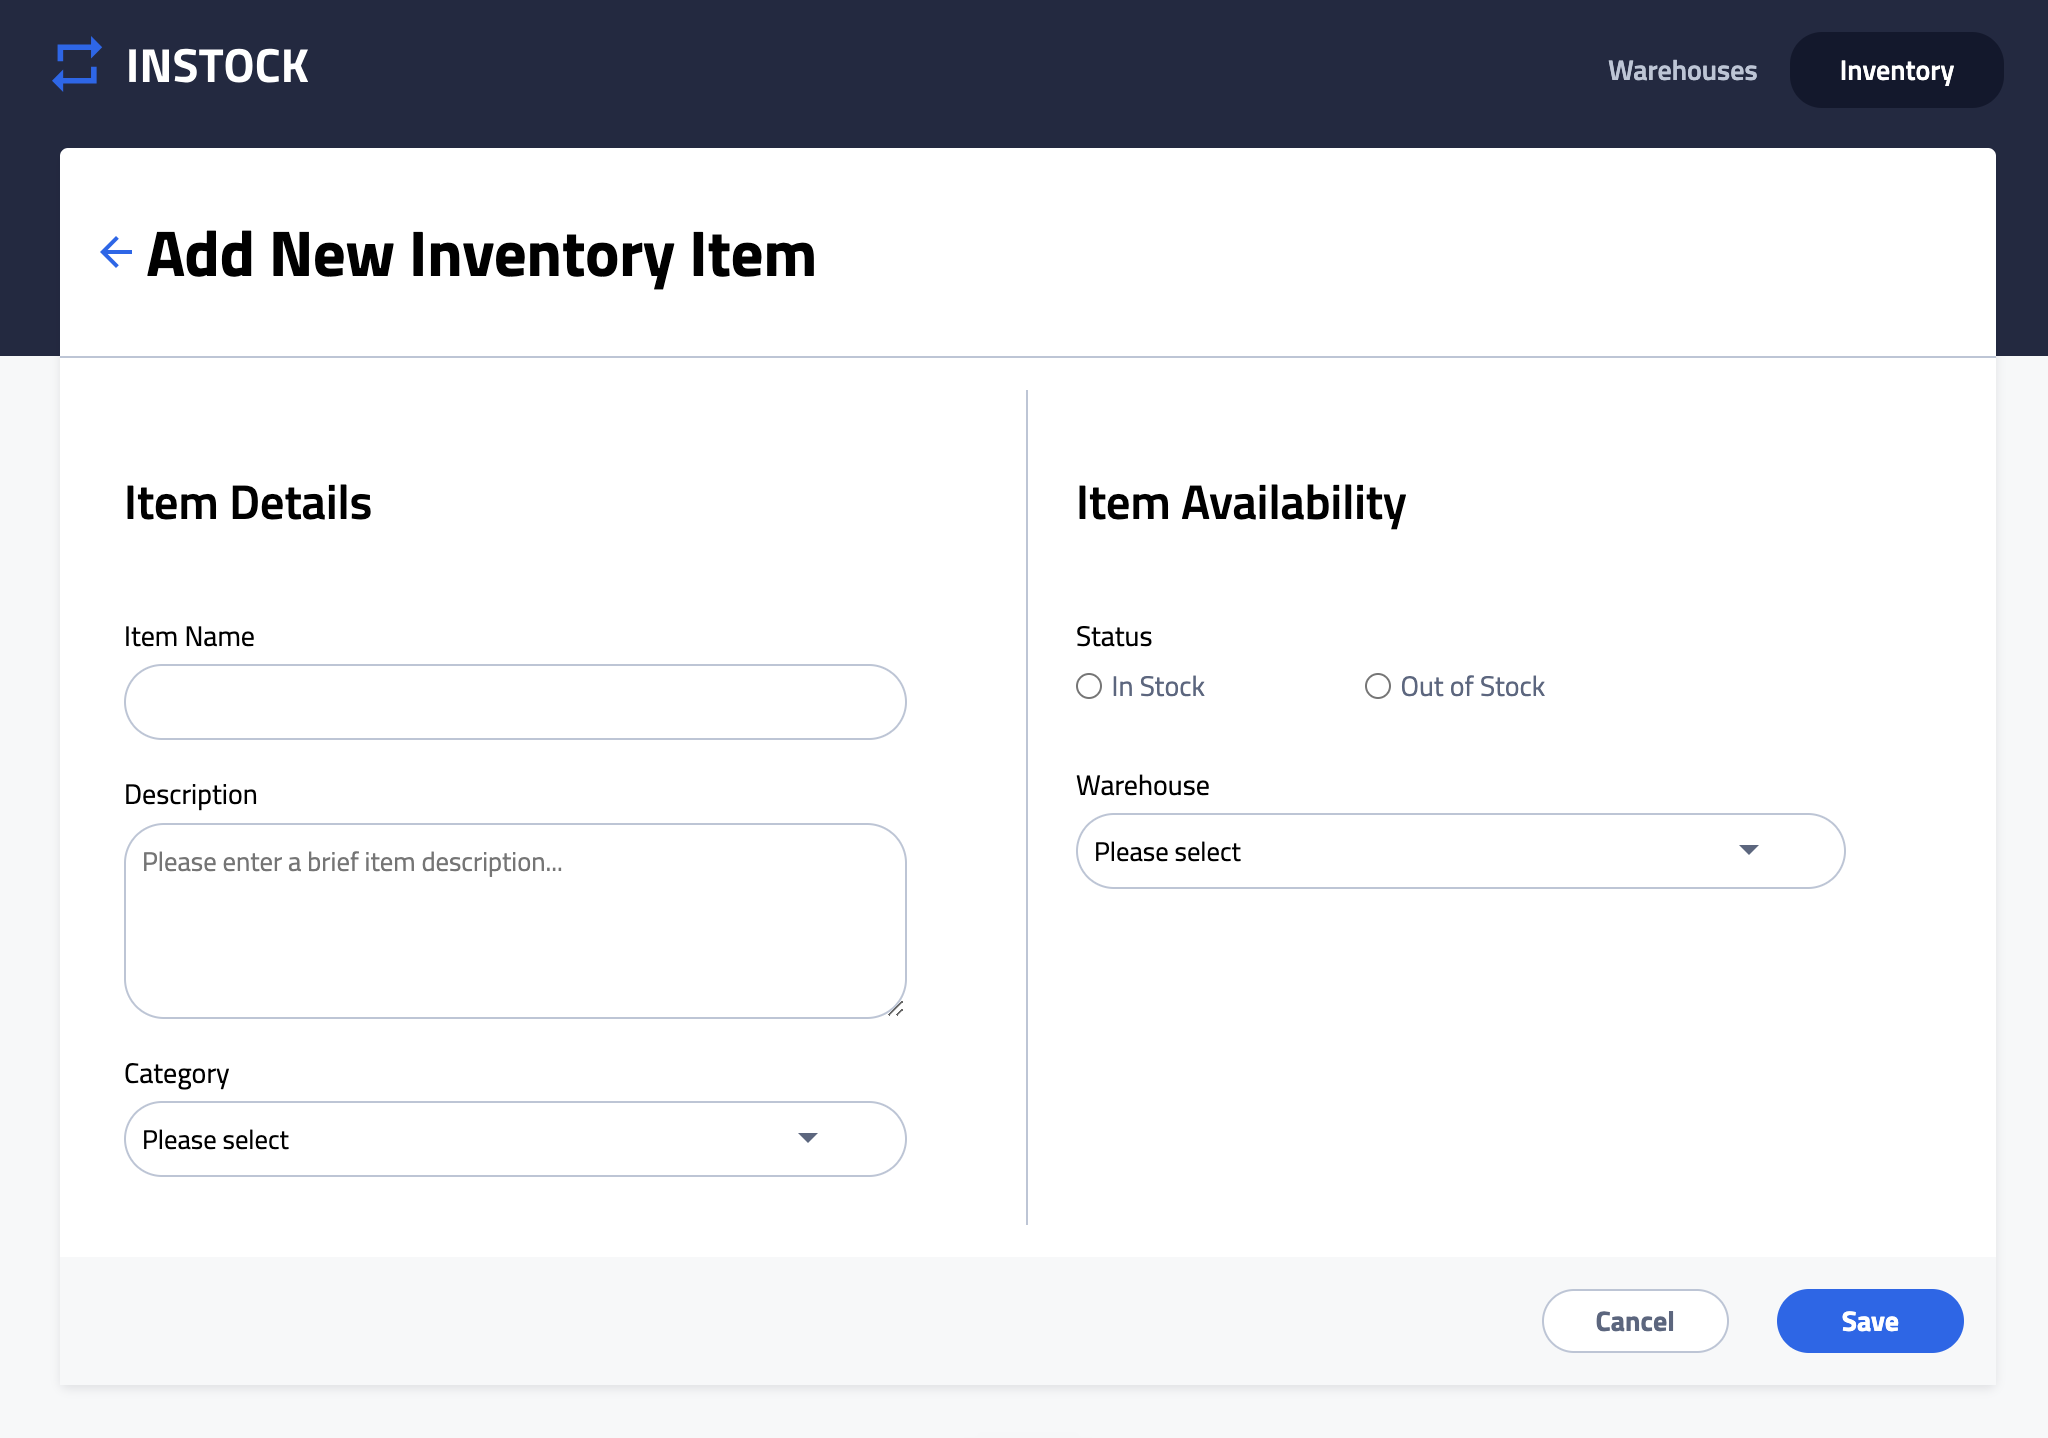 INSTOCK
Warehouses
Inventory
Add New Inventory Item
Item Details
Item Name
Description
Please enter a brief item description...
Category
Please select
Item Availability
Status
In Stock
Out of Stock
Warehouse
Please select
Cancel
Save